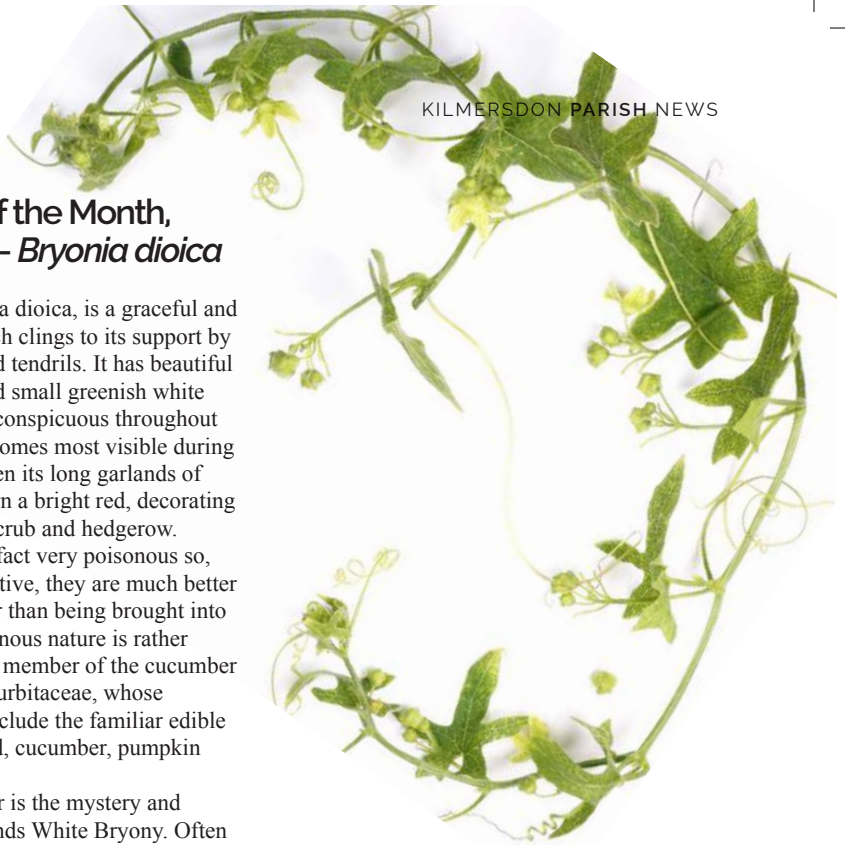 KILMERSDON PARISH NEWS
f the Month,
– Bryonia dioica
a dioica, is a graceful and
h clings to its support by
d tendrils. It has beautiful
d small greenish white
conspicuous throughout
omes most visible during
en its long garlands of
n a bright red, decorating
crub and hedgerow.
fact very poisonous so,
tive, they are much better
r than being brought into
nous nature is rather
member of the cucumber
urbitaceae, whose
clude the familiar edible
l, cucumber, pumpkin
r is the mystery and
nds White Bryony. Often